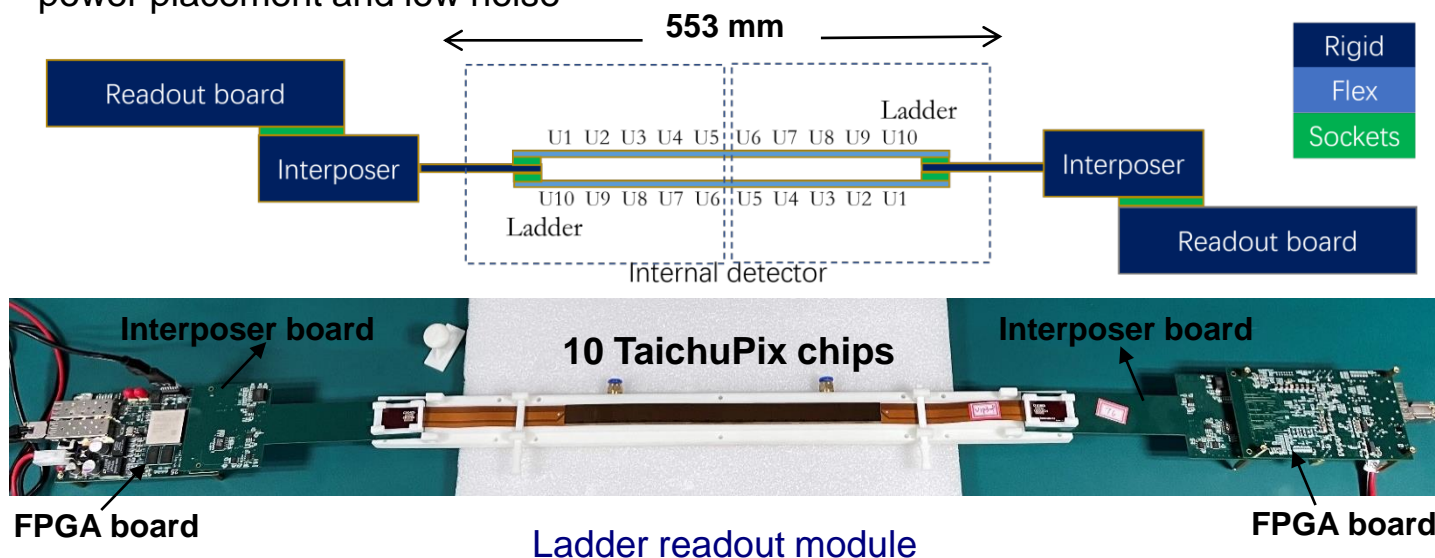 power placement and low noise
553 mm
Rigid
Flex
Sockets
Readout board
Interposer
Ladder
U1 U2 U3 U4 U5 U6 U7 U8 U9 U10
U10 U9 U8 U7 U6 U5 U4 U3 U2 U1
Ladder
Interposer
Readout board
Internal detector
Interposer board
10 TaichuPix chips
Interposer board
FPGA board
FPGA board
Ladder readout module